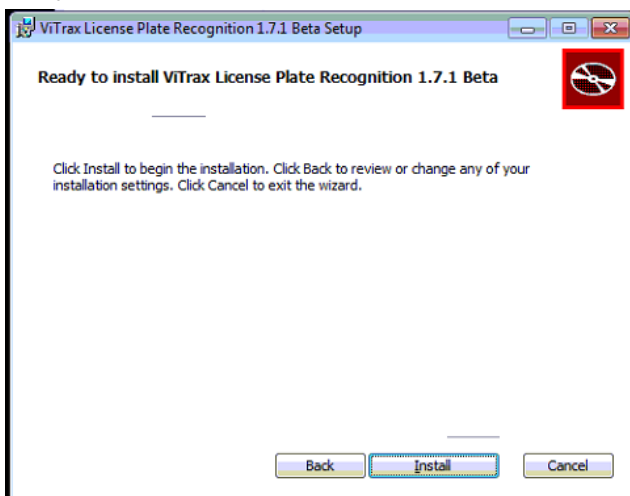 ViTrax License Plate Recognition 1.7.1 Beta Setup
Ready to install ViTrax License Plate Recognition 1.7.1 Beta
Click Install to begin the installation. Click Back to review or change any of your
installation settings. Click Cancel to exit the wizard.
Back Install Cancel